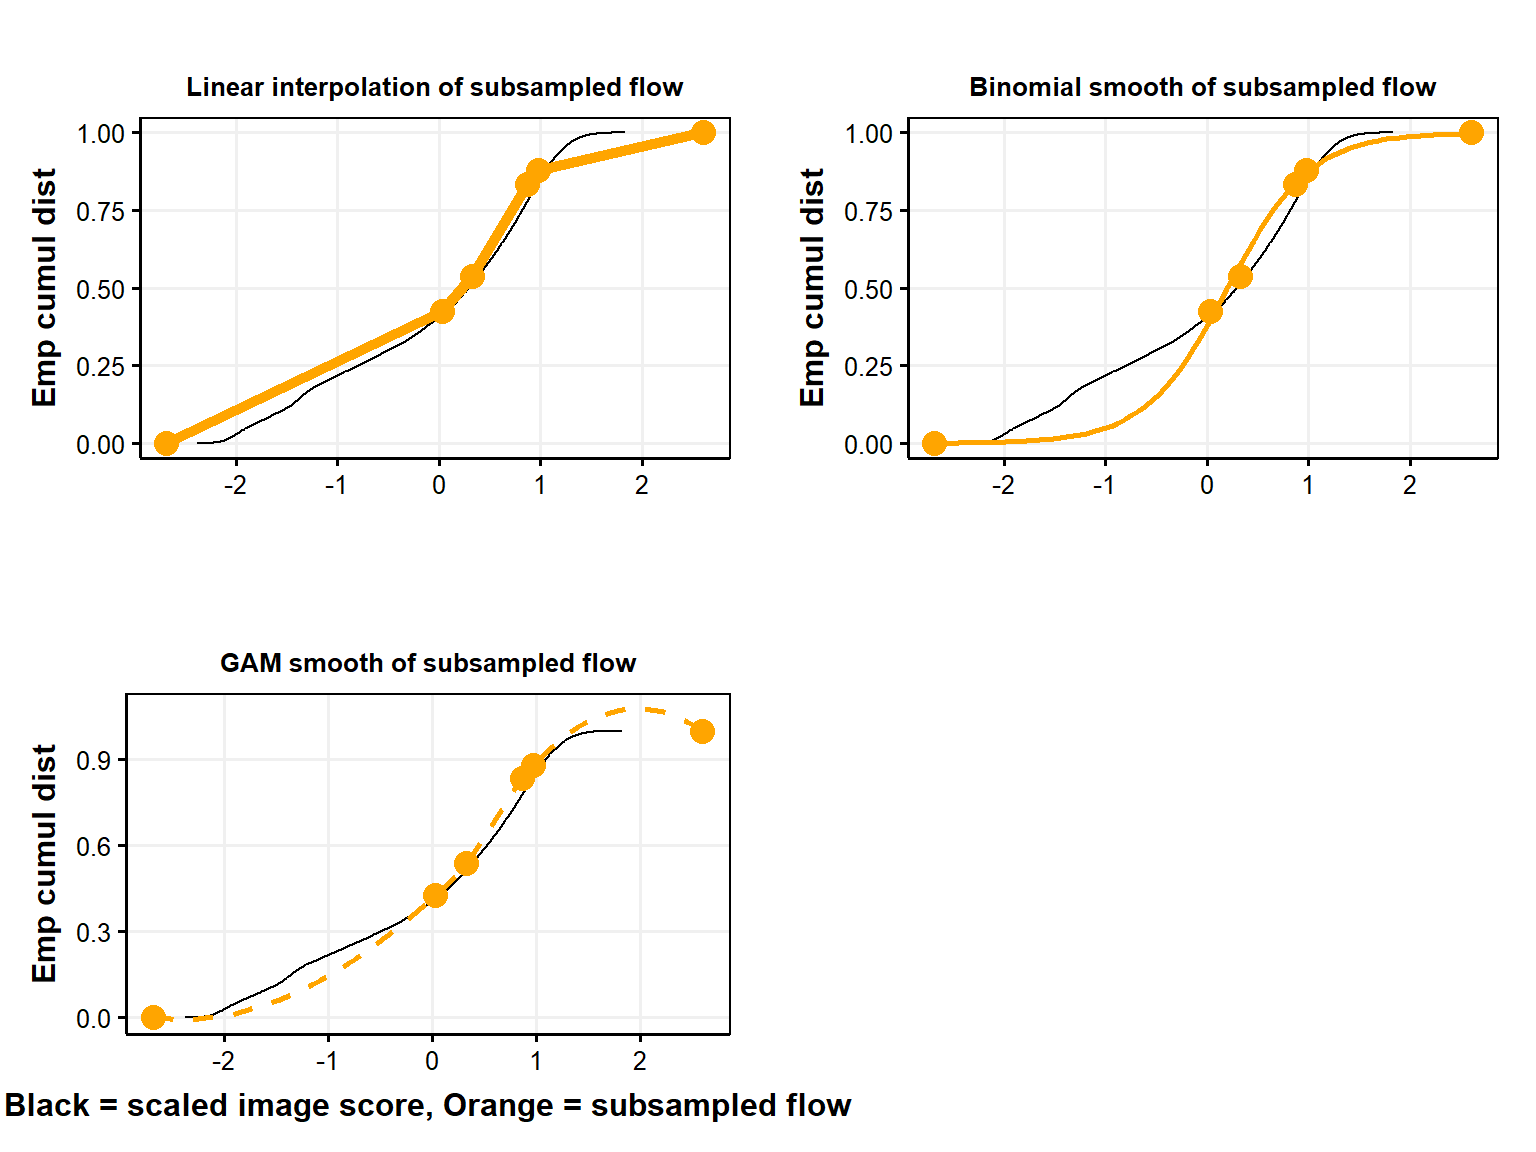 Linear interpolation of subsampled flow
Emp cumul dist
1.00
0.75
0.50
0.25
0.00
-2 -1 0 1 2
Binomial smooth of subsampled flow
Emp cumul dist
1.00
0.75
0.50
0.25
0.00
-2 -1 0 1 2
GAM smooth of subsampled flow
Emp cumul dist
0.9
0.6
0.3
0.0
-2 -1 0 1 2
Black = scaled image score, Orange = subsampled flow